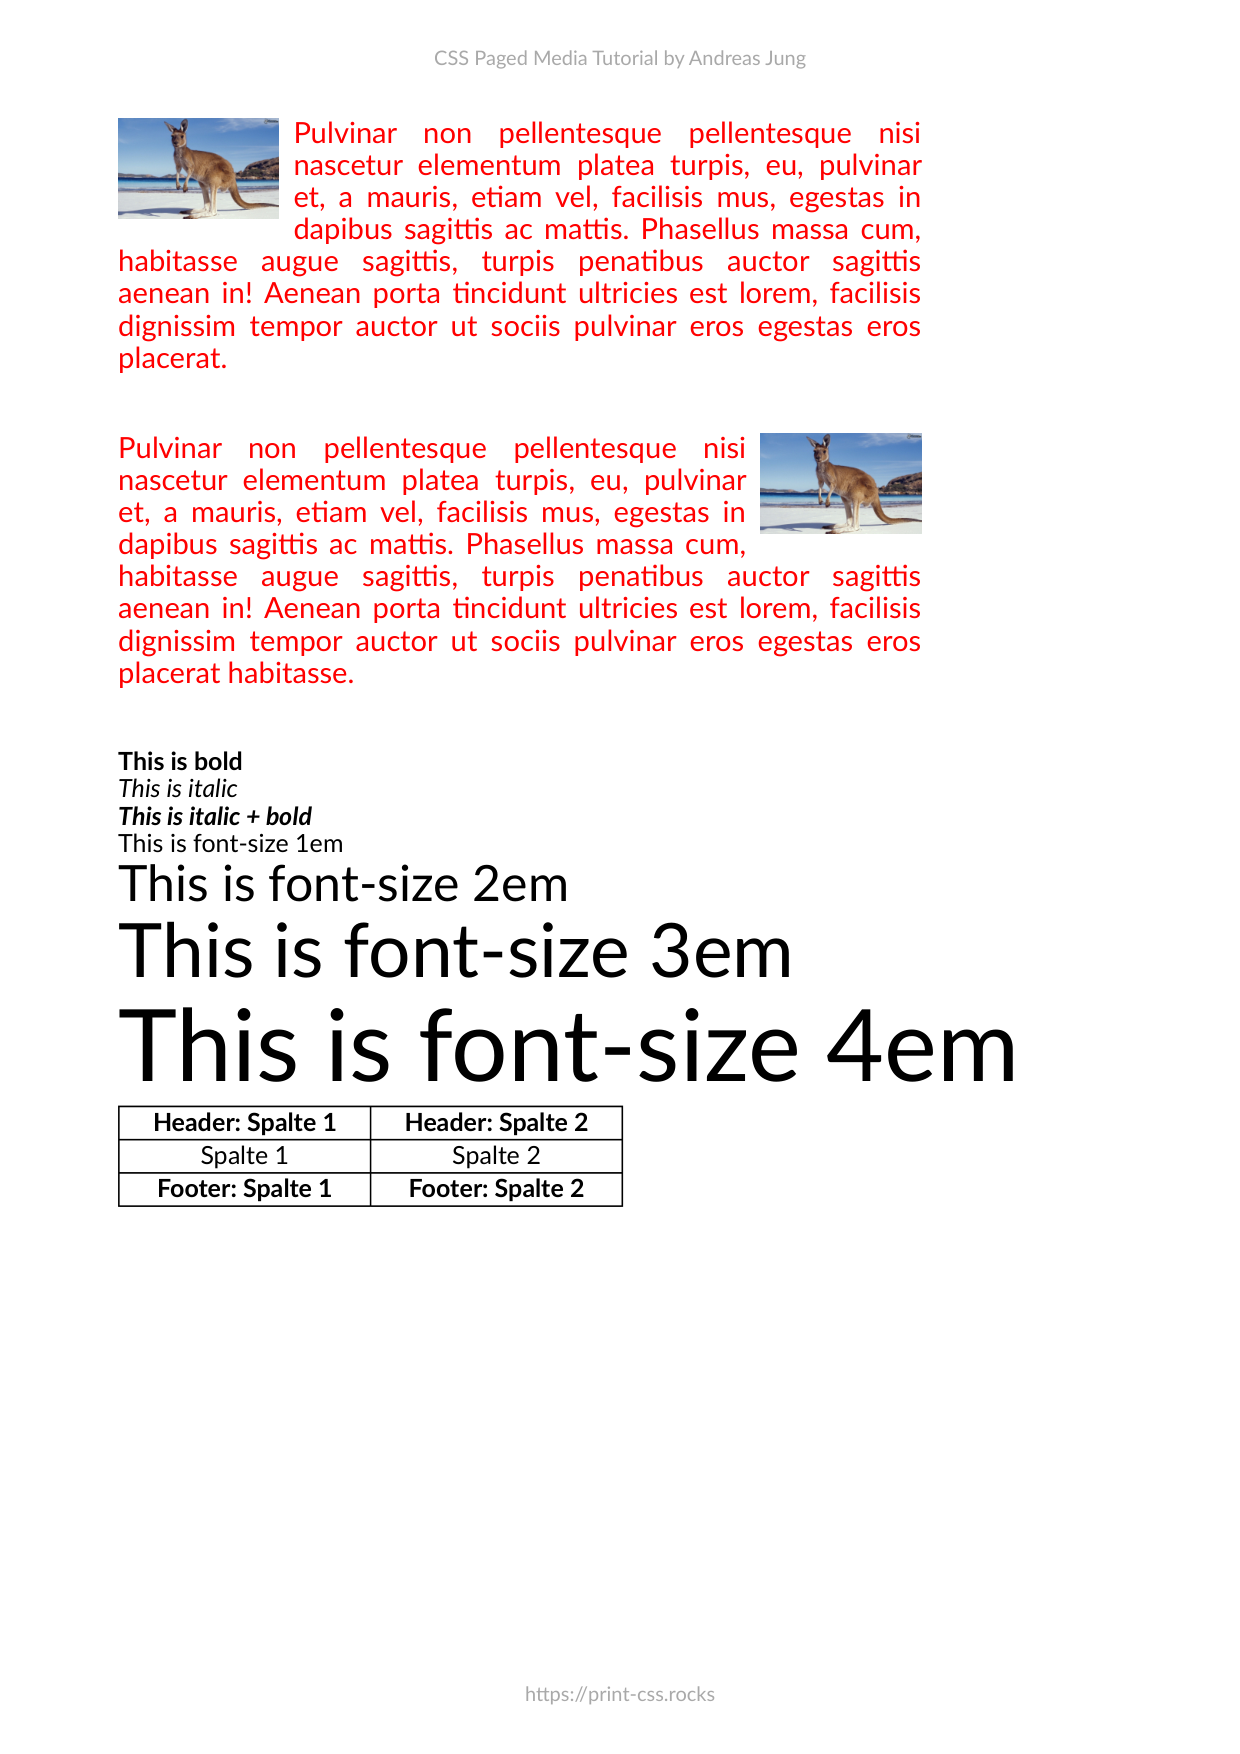 CSS Paged Media Tutorial by Andreas Jung
Pulvinar non pellentesque pellentesque nisi
nascetur elementum platea turpis, eu, pulvinar
et, a mauris, etiam vel, facilisis mus, egestas in
dapibus sagittis ac mattis. Phasellus massa cum,
habitasse augue sagittis, turpis penatibus auctor sagittis
aenean in! Aenean porta tincidunt ultricies est lorem, facilisis
dignissim tempor auctor ut sociis pulvinar eros egestas eros
placerat.
Pulvinar non pellentesque pellentesque nisi
nascetur elementum platea turpis, eu, pulvinar
et, a mauris, etiam vel, facilisis mus, egestas in
dapibus sagittis ac mattis. Phasellus massa cum,
habitasse augue sagittis, turpis penatibus auctor sagittis
aenean in! Aenean porta tincidunt ultricies est lorem, facilisis
dignissim tempor auctor ut sociis pulvinar eros egestas eros
placerat habitasse.
This is bold
This is italic
This is italic + bold
This is font-size 1em
This is font-size 2em
This is font-size 3em
This is font-size 4em
Header: Spalte 1 Header: Spalte 2
Spalte 1 Spalte 2
Footer: Spalte 1 Footer: Spalte 2
https://print-css.rocks